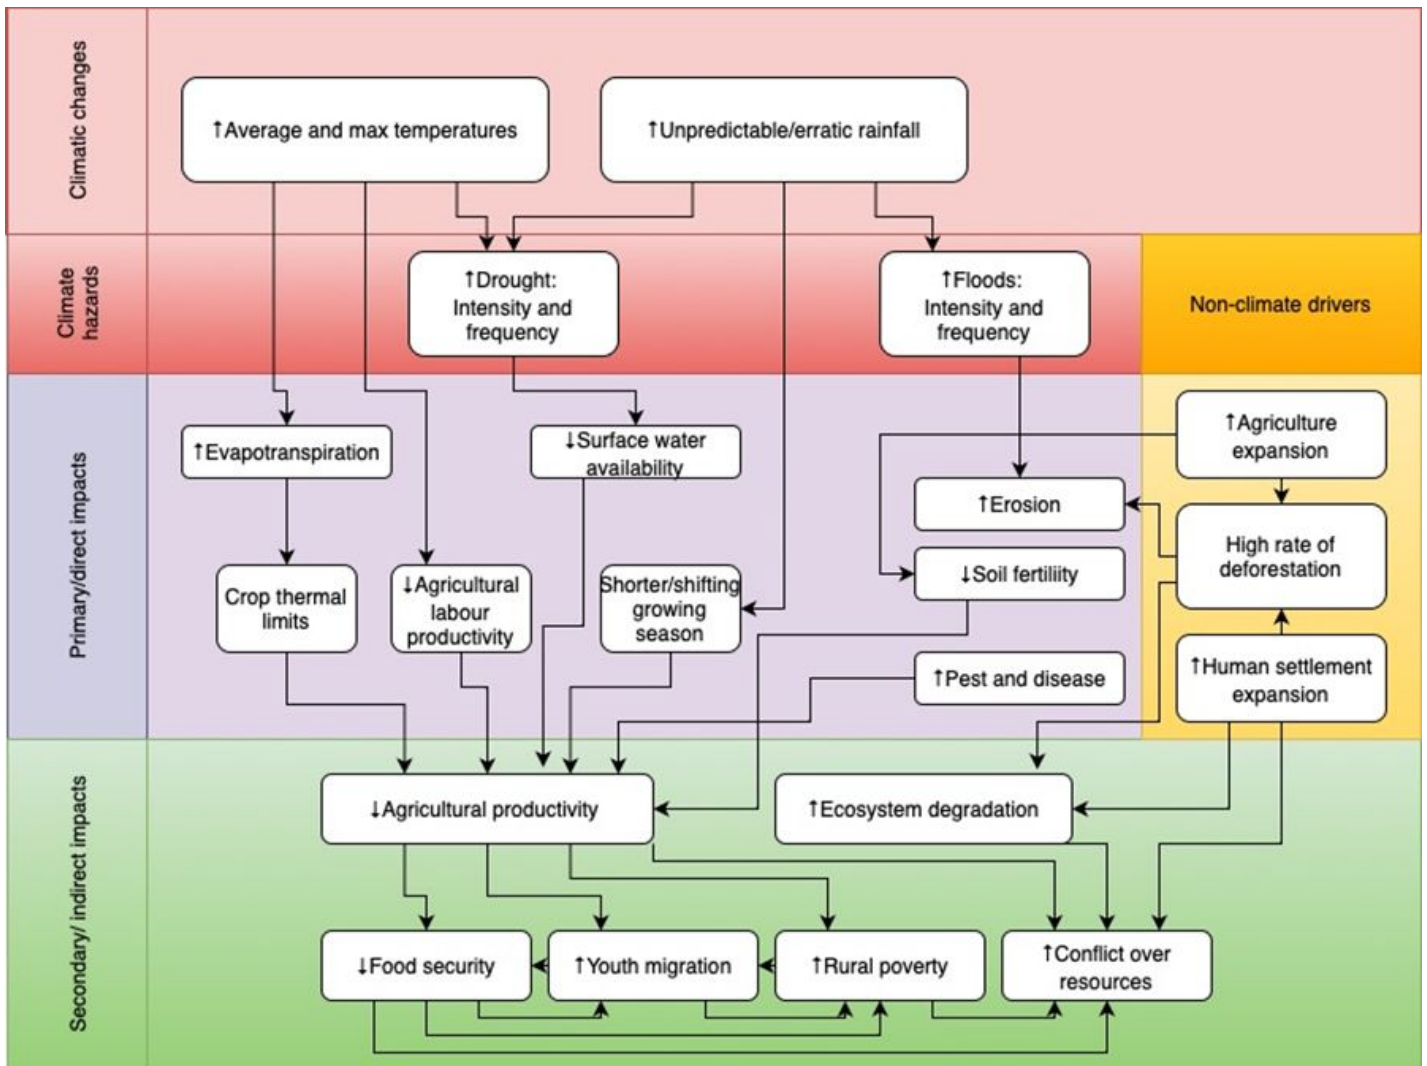 Climatic changes
↑Average and max temperatures
↑Unpredictable/erratic rainfall
Climate
hazards
↑Drought:
Intensity and
frequency
↑Floods:
Intensity and
frequency
Non-climate drivers
Primary/direct impacts
↑Evapotranspiration
↓Surface water
availability
↑Agriculture
expansion
↑Erosion
High rate of
deforestation
Crop thermal
limits
↓Agricultural
labour
productivity
Shorter/shifting
growing
season
↓Soil fertiliity
↑Pest and disease
↑Human settlement
expansion
Secondary/ indirect impacts
↓Agricultural productivity
↑Ecosystem degradation
↓Food security
↑Youth migration
↑Rural poverty
↑Conflict over
resources